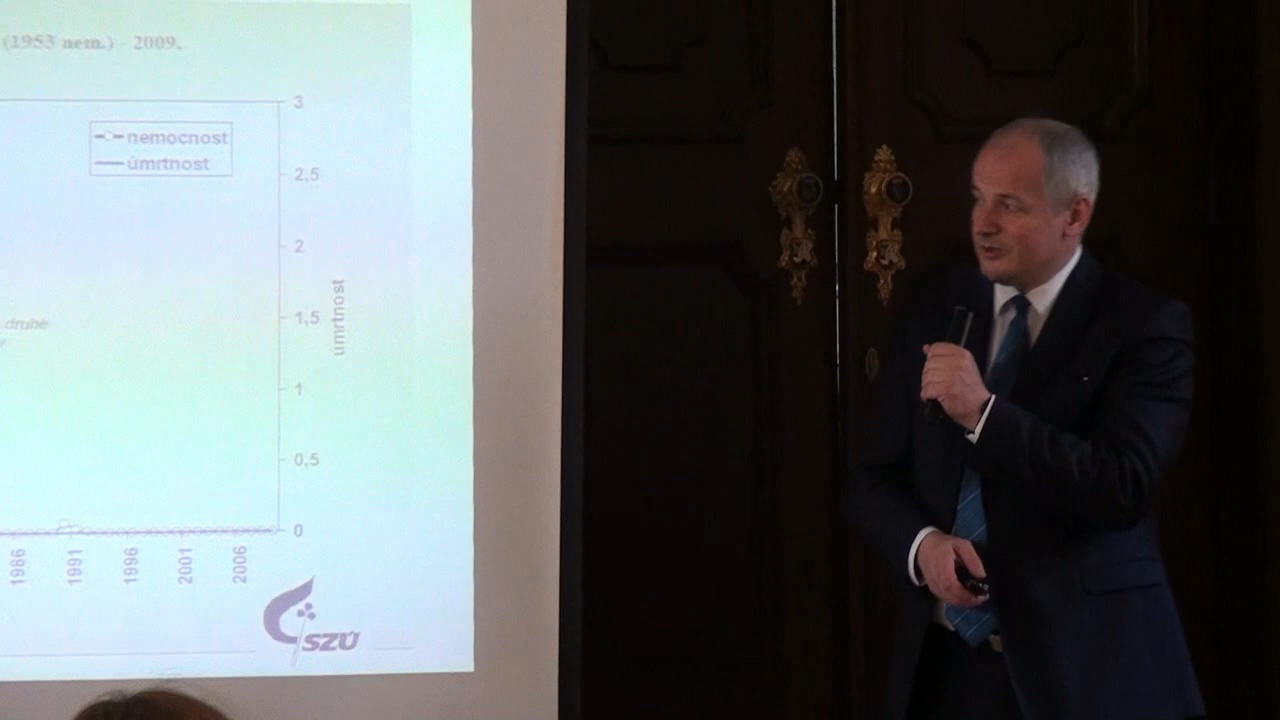 (1953 nem.) - 2009.
3
nemocnost
úmrtnost
2,5
2
úmrtnost
1,5
druhé
1
0,5
0
1986
1991
1996
2001
2006
SZÚ